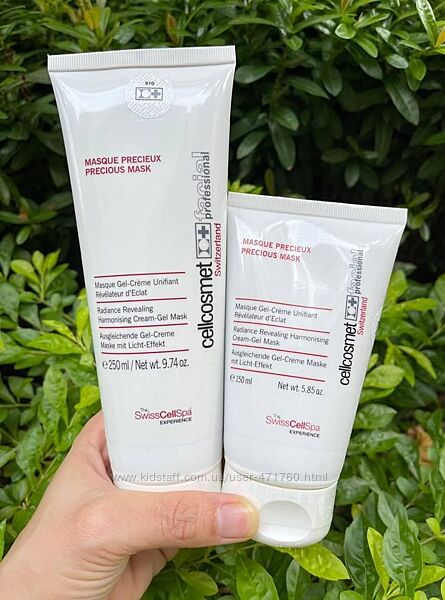 910
MASQUE PRECIEUX
PRECIOUS MASK
Masque Gel-Crème Unifiant
Révélateur d'Eclat
Radiance Revealing
Harmonising Cream-Gel Mask
Ausgleichende Gel-Creme
Maske mit Licht-Effekt
e 250 ml / Net wt. 9.74 oz.
The
SwissCellSpa
EXPERIENCE
cellcosmet facial
professional
Switzerland
MASQUE PRECIEUX
PRECIOUS MASK
Masque Gel-Crème Unifiant
Révélateur d'Eclat
Radiance Revealing
Harmonising Cream-Gel Mask
Ausgleichende Gel-Creme Maske
mit Licht-Effekt
e 150 ml Net wt. 5.85 oz.
The
SwissCellSpa
EXPERIENCE
cellcosmet facial
professional
Switzerland
www.kidstaff.com.ua/user-471760.html